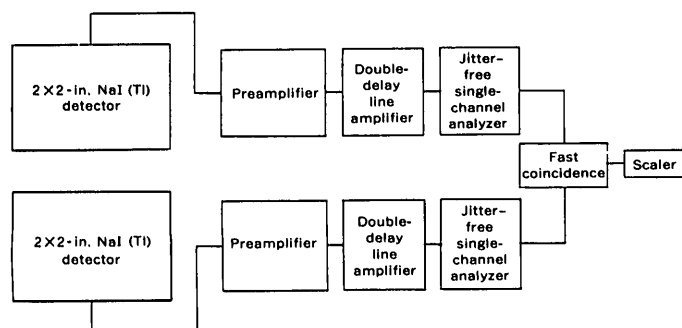 2×2-in. NaI (Tl)
detector
Preamplifier
Double-
delay
line
amplifier
Jitter-
free
single-
channel
analyzer
Fast
coincidence
Scaler
2×2-in. NaI (Tl)
detector
Preamplifier
Double-
delay
line
amplifier
Jitter-
free
single-
channel
analyzer